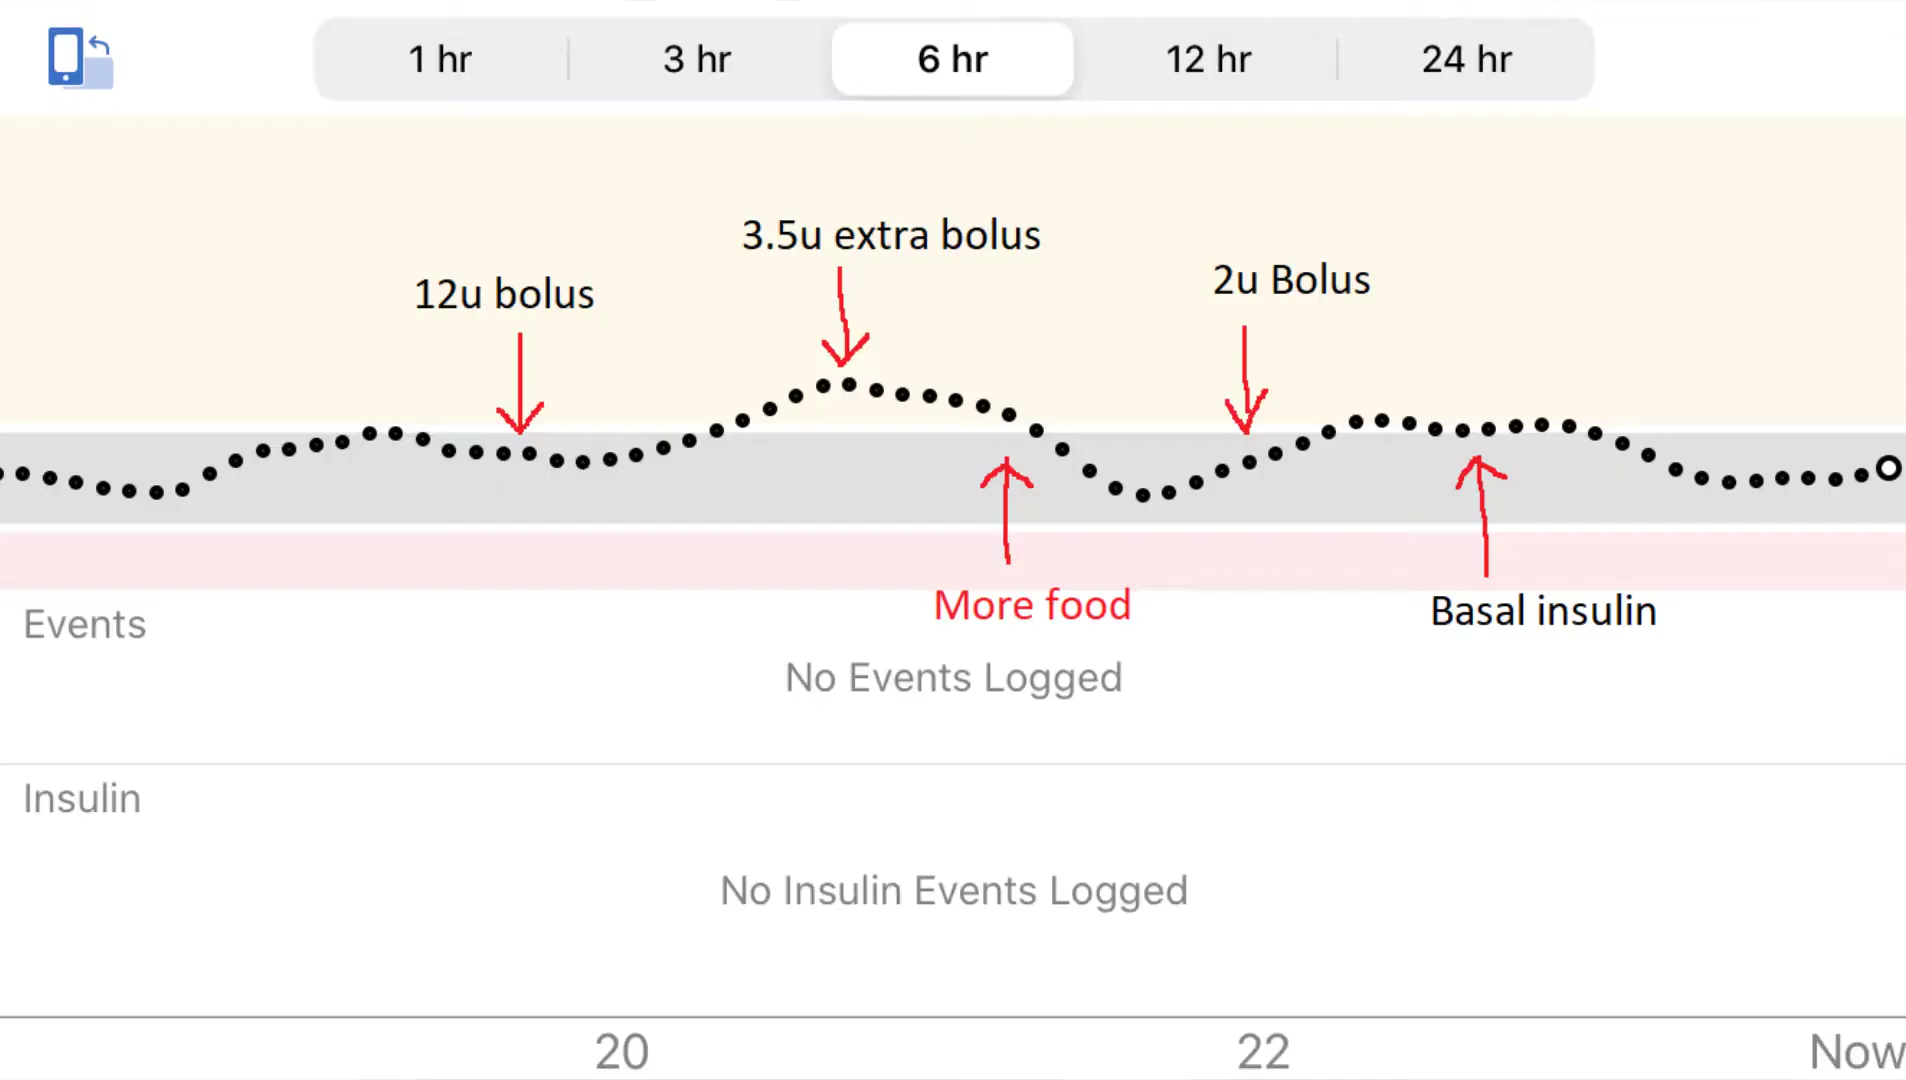 1 hr
3 hr
6 hr
12 hr
24 hr
3.5u extra bolus
12u bolus
2u Bolus
More food
Basal insulin
Events
No Events Logged
Insulin
No Insulin Events Logged
20
22
Now